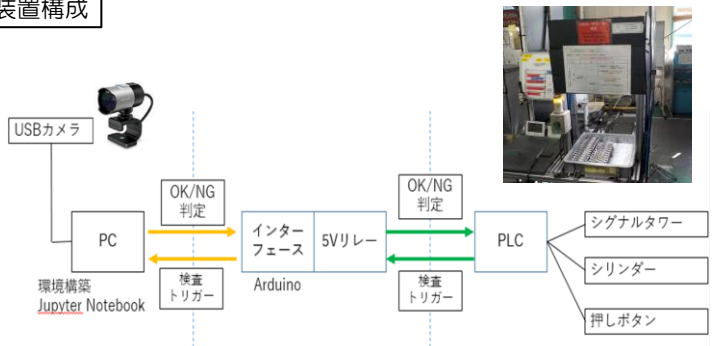 装置構成
USBカメラ
OK/NG
判定
OK/NG
判定
PC
インター
フェース
5Vリレー
PLC
シグナルタワー
シリンダー
押しボタン
環境構築
Jupyter Notebook
検査
トリガー
Arduino
検査
トリガー